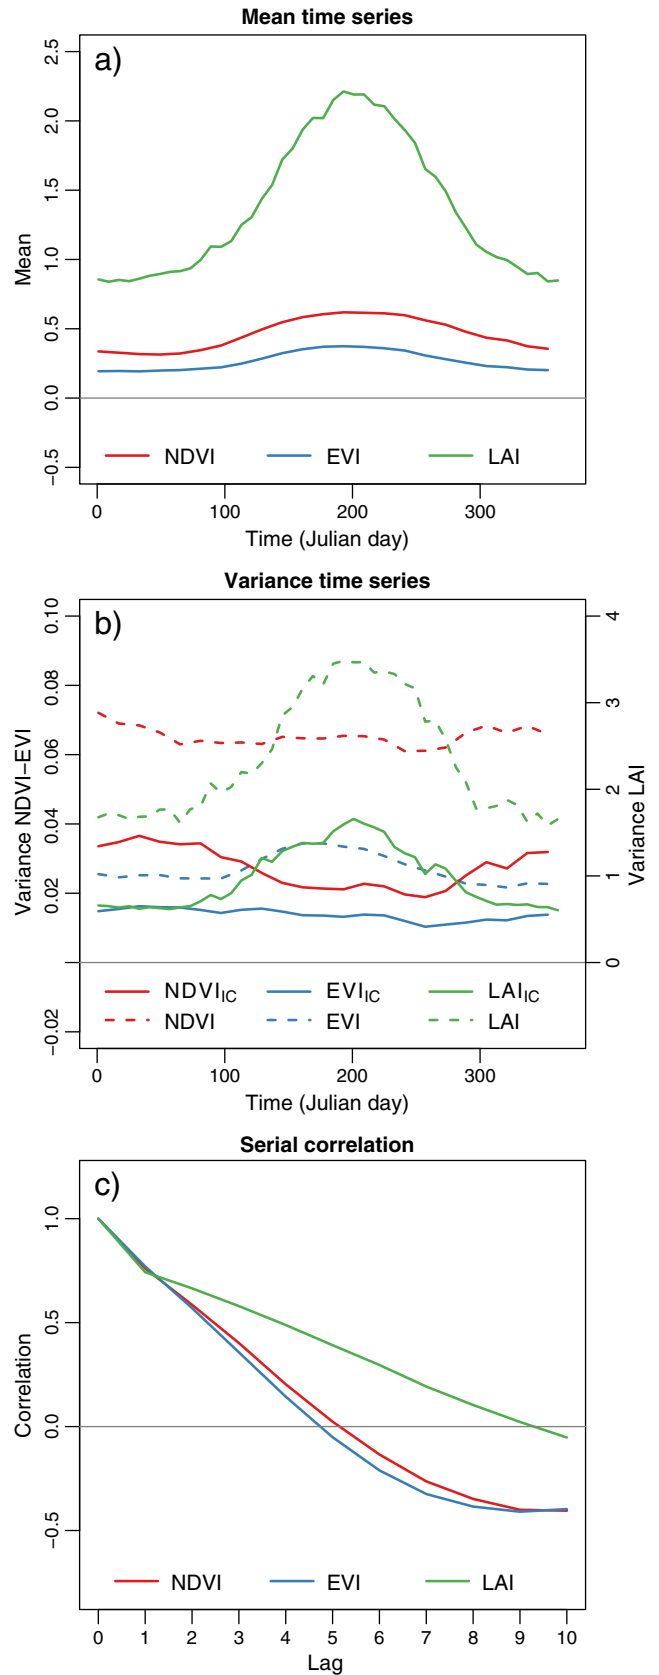 Mean time series
a)
2.5
2.0
1.5
1.0
0.5
0.0
−0.5
Mean
NDVI EVI LAI
0 100 200 300
Time (Julian day)
Variance time series
b)
0.10
0.08
0.06
0.04
0.02
−0.02
Variance NDVI−EVI
4
3
2
1
0
Variance LAI
NDVI_IC EVI_IC LAI_IC
NDVI EVI LAI
0 100 200 300
Time (Julian day)
Serial correlation
c)
1.0
0.5
0.0
−0.5
Correlation
NDVI EVI LAI
0 1 2 3 4 5 6 7 8 9 10
Lag